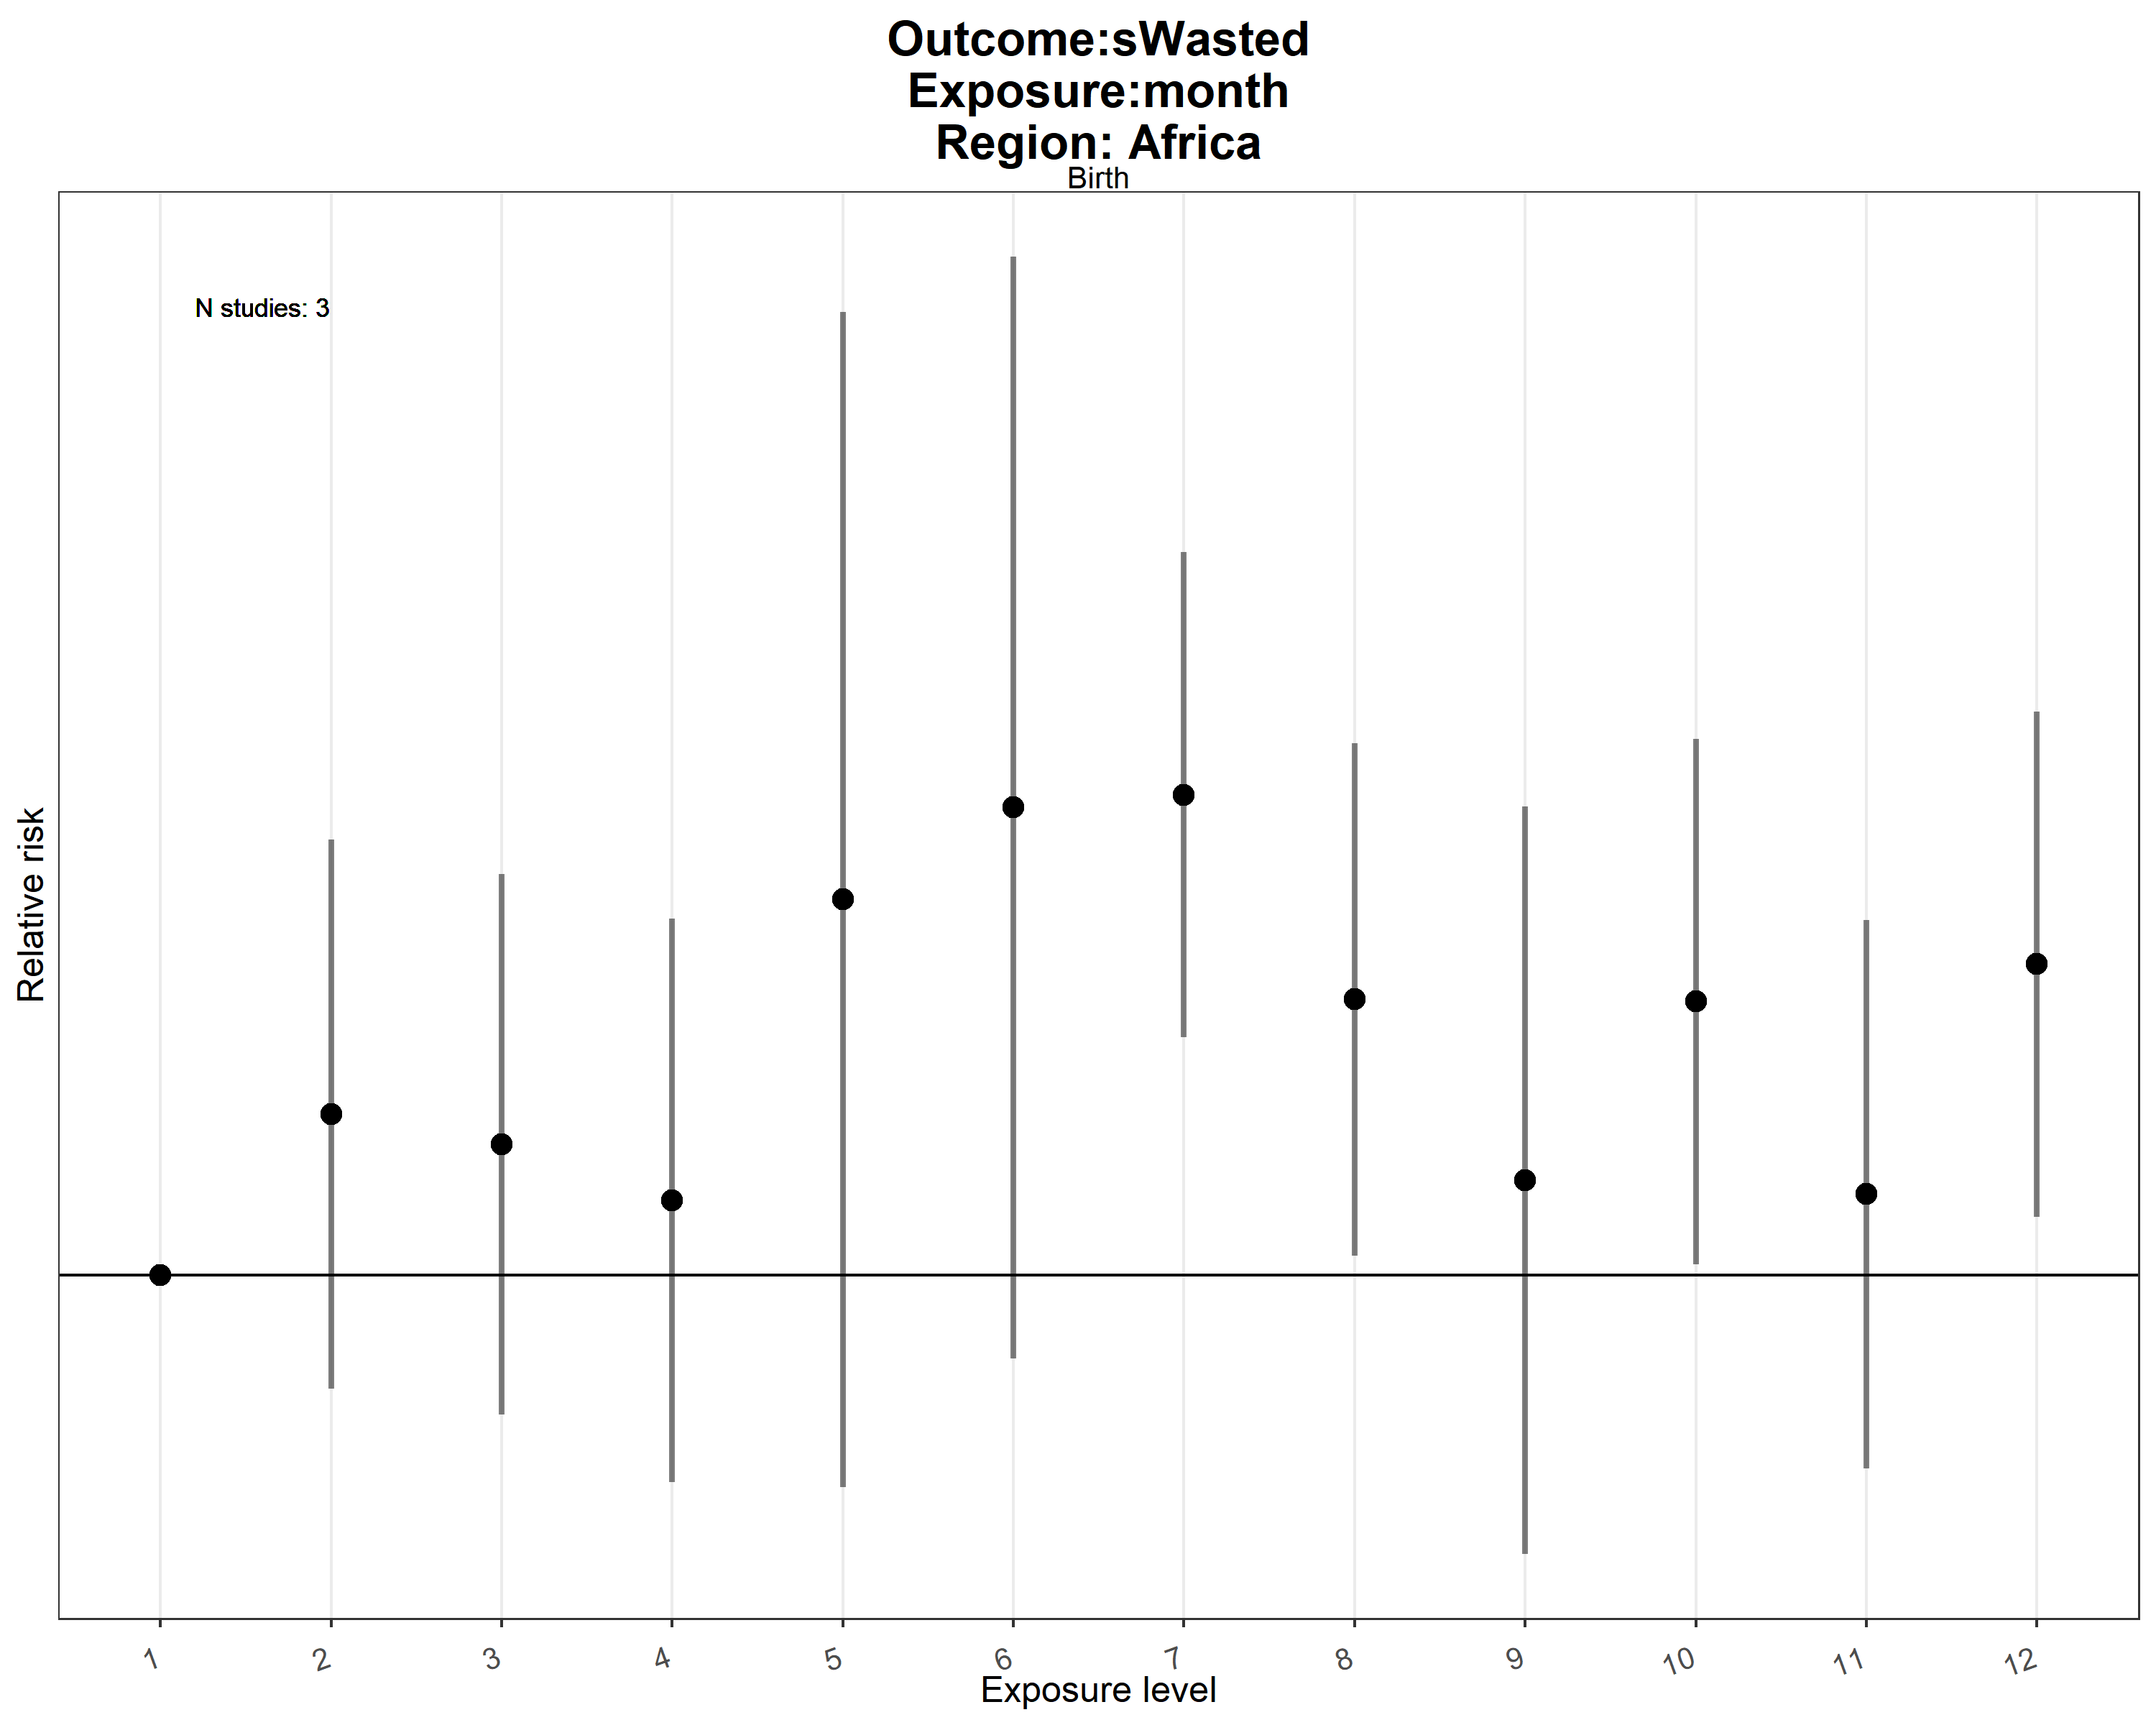 Outcome:sWasted
Exposure:month
Region: Africa
Birth
N studies: 3
Relative risk
1 2 3 4 5 6 7 8 9 10 11 12
Exposure level